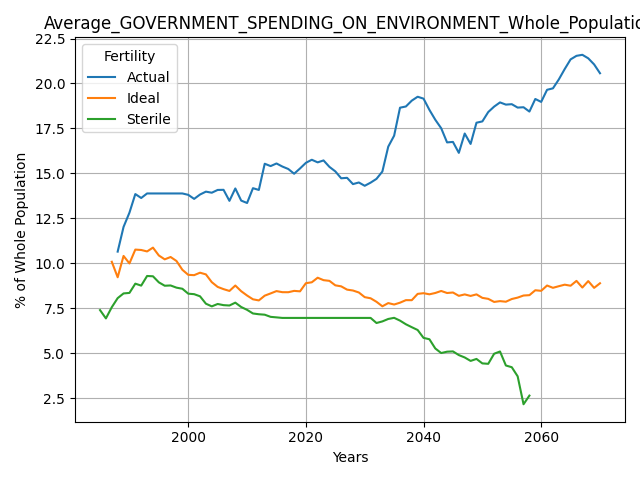 Average_GOVERNMENT_SPENDING_ON_ENVIRONMENT_Whole_Populatio
22.5
20.0
17.5
15.0
12.5
10.0
7.5
5.0
2.5
% of Whole Population
Fertility
Actual
Ideal
Sterile
2000
2020
2040
2060
Years